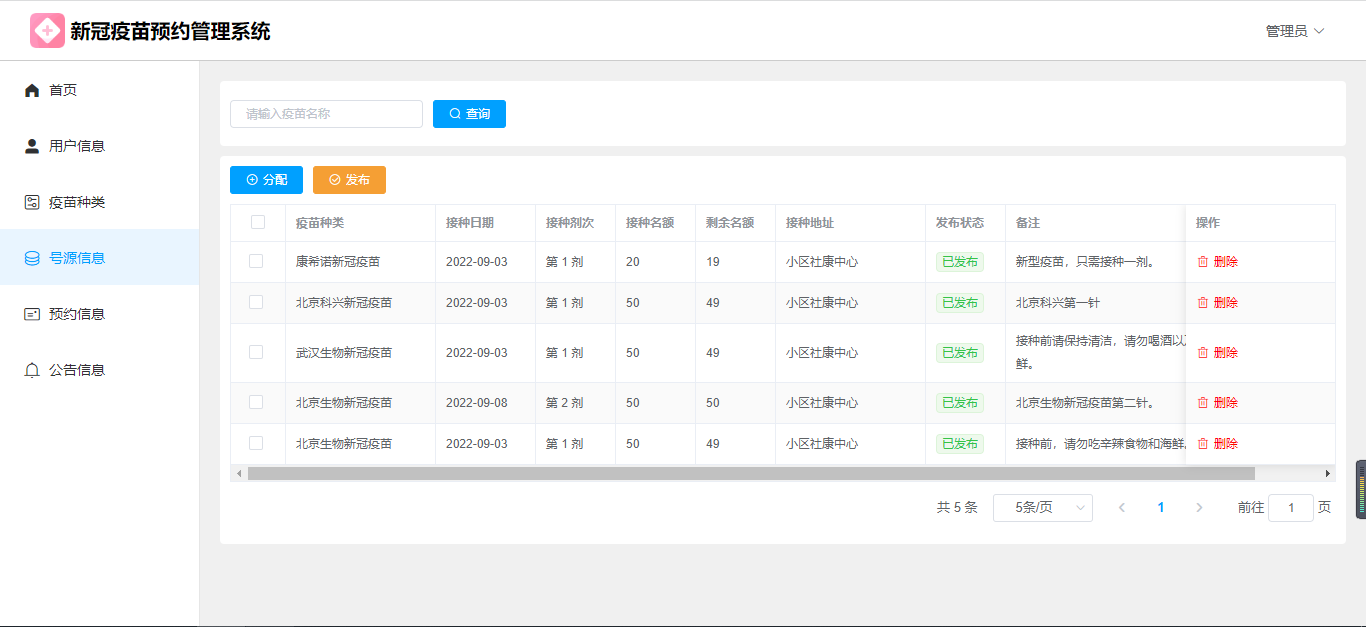 新冠疫苗预约管理系统
管理员
首页
用户信息
疫苗种类
号源信息
预约信息
公告信息
请输入疫苗名称 查询
分配 发布
疫苗种类 接种日期 接种剂次 接种名额 剩余名额 接种地址 发布状态 备注 操作
康希诺新冠疫苗 2022-09-03 第 1 剂 20 19 小区社康中心 已发布 新型疫苗，只需接种一剂。 删除
北京科兴新冠疫苗 2022-09-03 第 1 剂 50 49 小区社康中心 已发布 北京科兴第一针 删除
武汉生物新冠疫苗 2022-09-03 第 1 剂 50 49 小区社康中心 已发布 接种前请保持清洁，请勿喝酒以 删除
鲜。
北京生物新冠疫苗 2022-09-08 第 2 剂 50 50 小区社康中心 已发布 北京生物新冠疫苗第二针。 删除
北京生物新冠疫苗 2022-09-03 第 1 剂 50 49 小区社康中心 已发布 接种前，请勿吃辛辣食物和海鲜。 删除
共 5 条 5条/页 1 前往 1 页